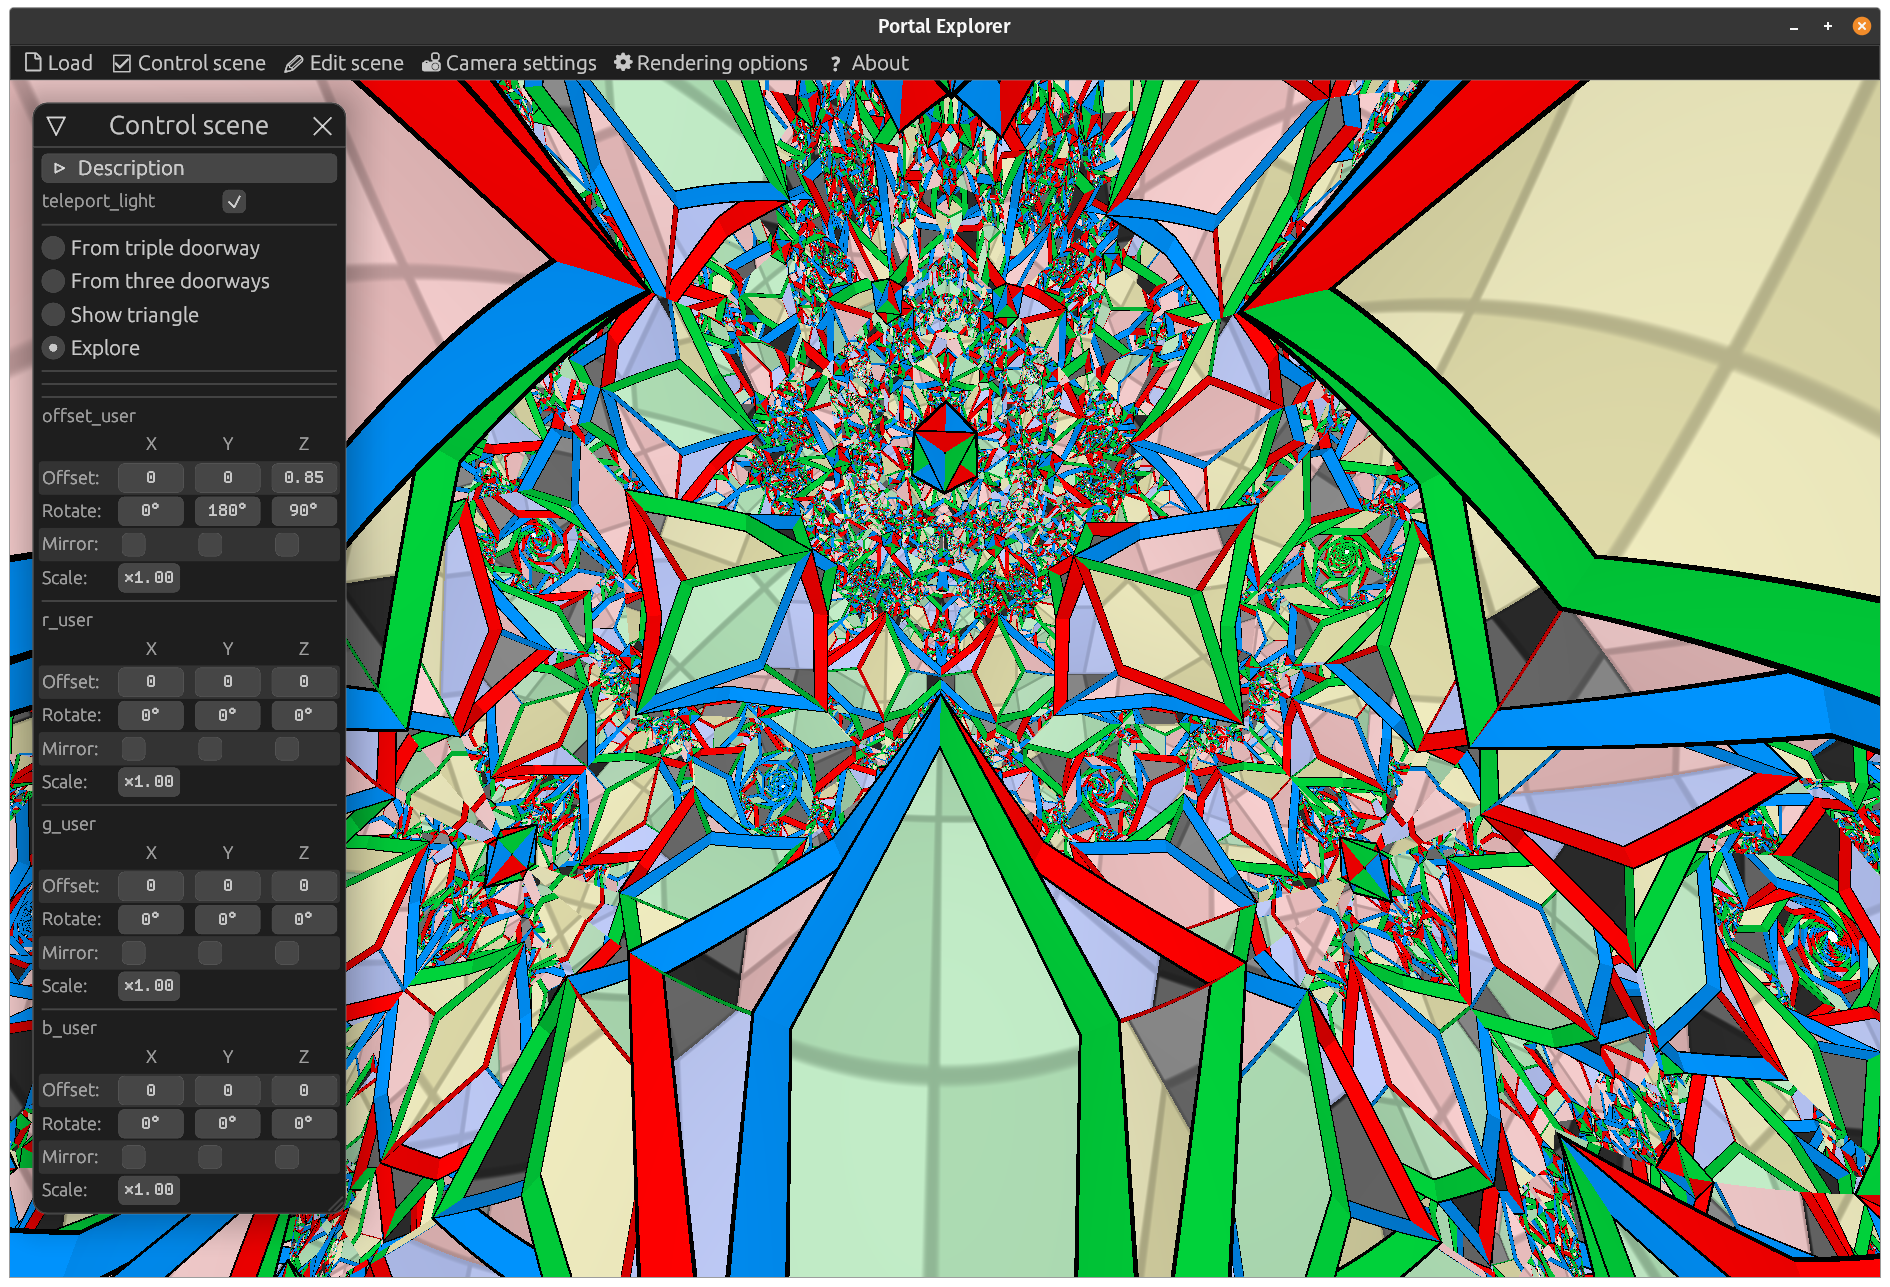 Portal Explorer
Load Control scene Edit scene Camera settings Rendering options ? About
Control scene
Description
teleport_light
From triple doorway
From three doorways
Show triangle
Explore
offset_user
X Y Z
Offset: 0 0 0.85
Rotate: 0° 180° 90°
Mirror:
Scale: ×1.00
r_user
X Y Z
Offset: 0 0 0
Rotate: 0° 0° 0°
Mirror:
Scale: ×1.00
g_user
X Y Z
Offset: 0 0 0
Rotate: 0° 0° 0°
Mirror:
Scale: ×1.00
b_user
X Y Z
Offset: 0 0 0
Rotate: 0° 0° 0°
Mirror:
Scale: ×1.00